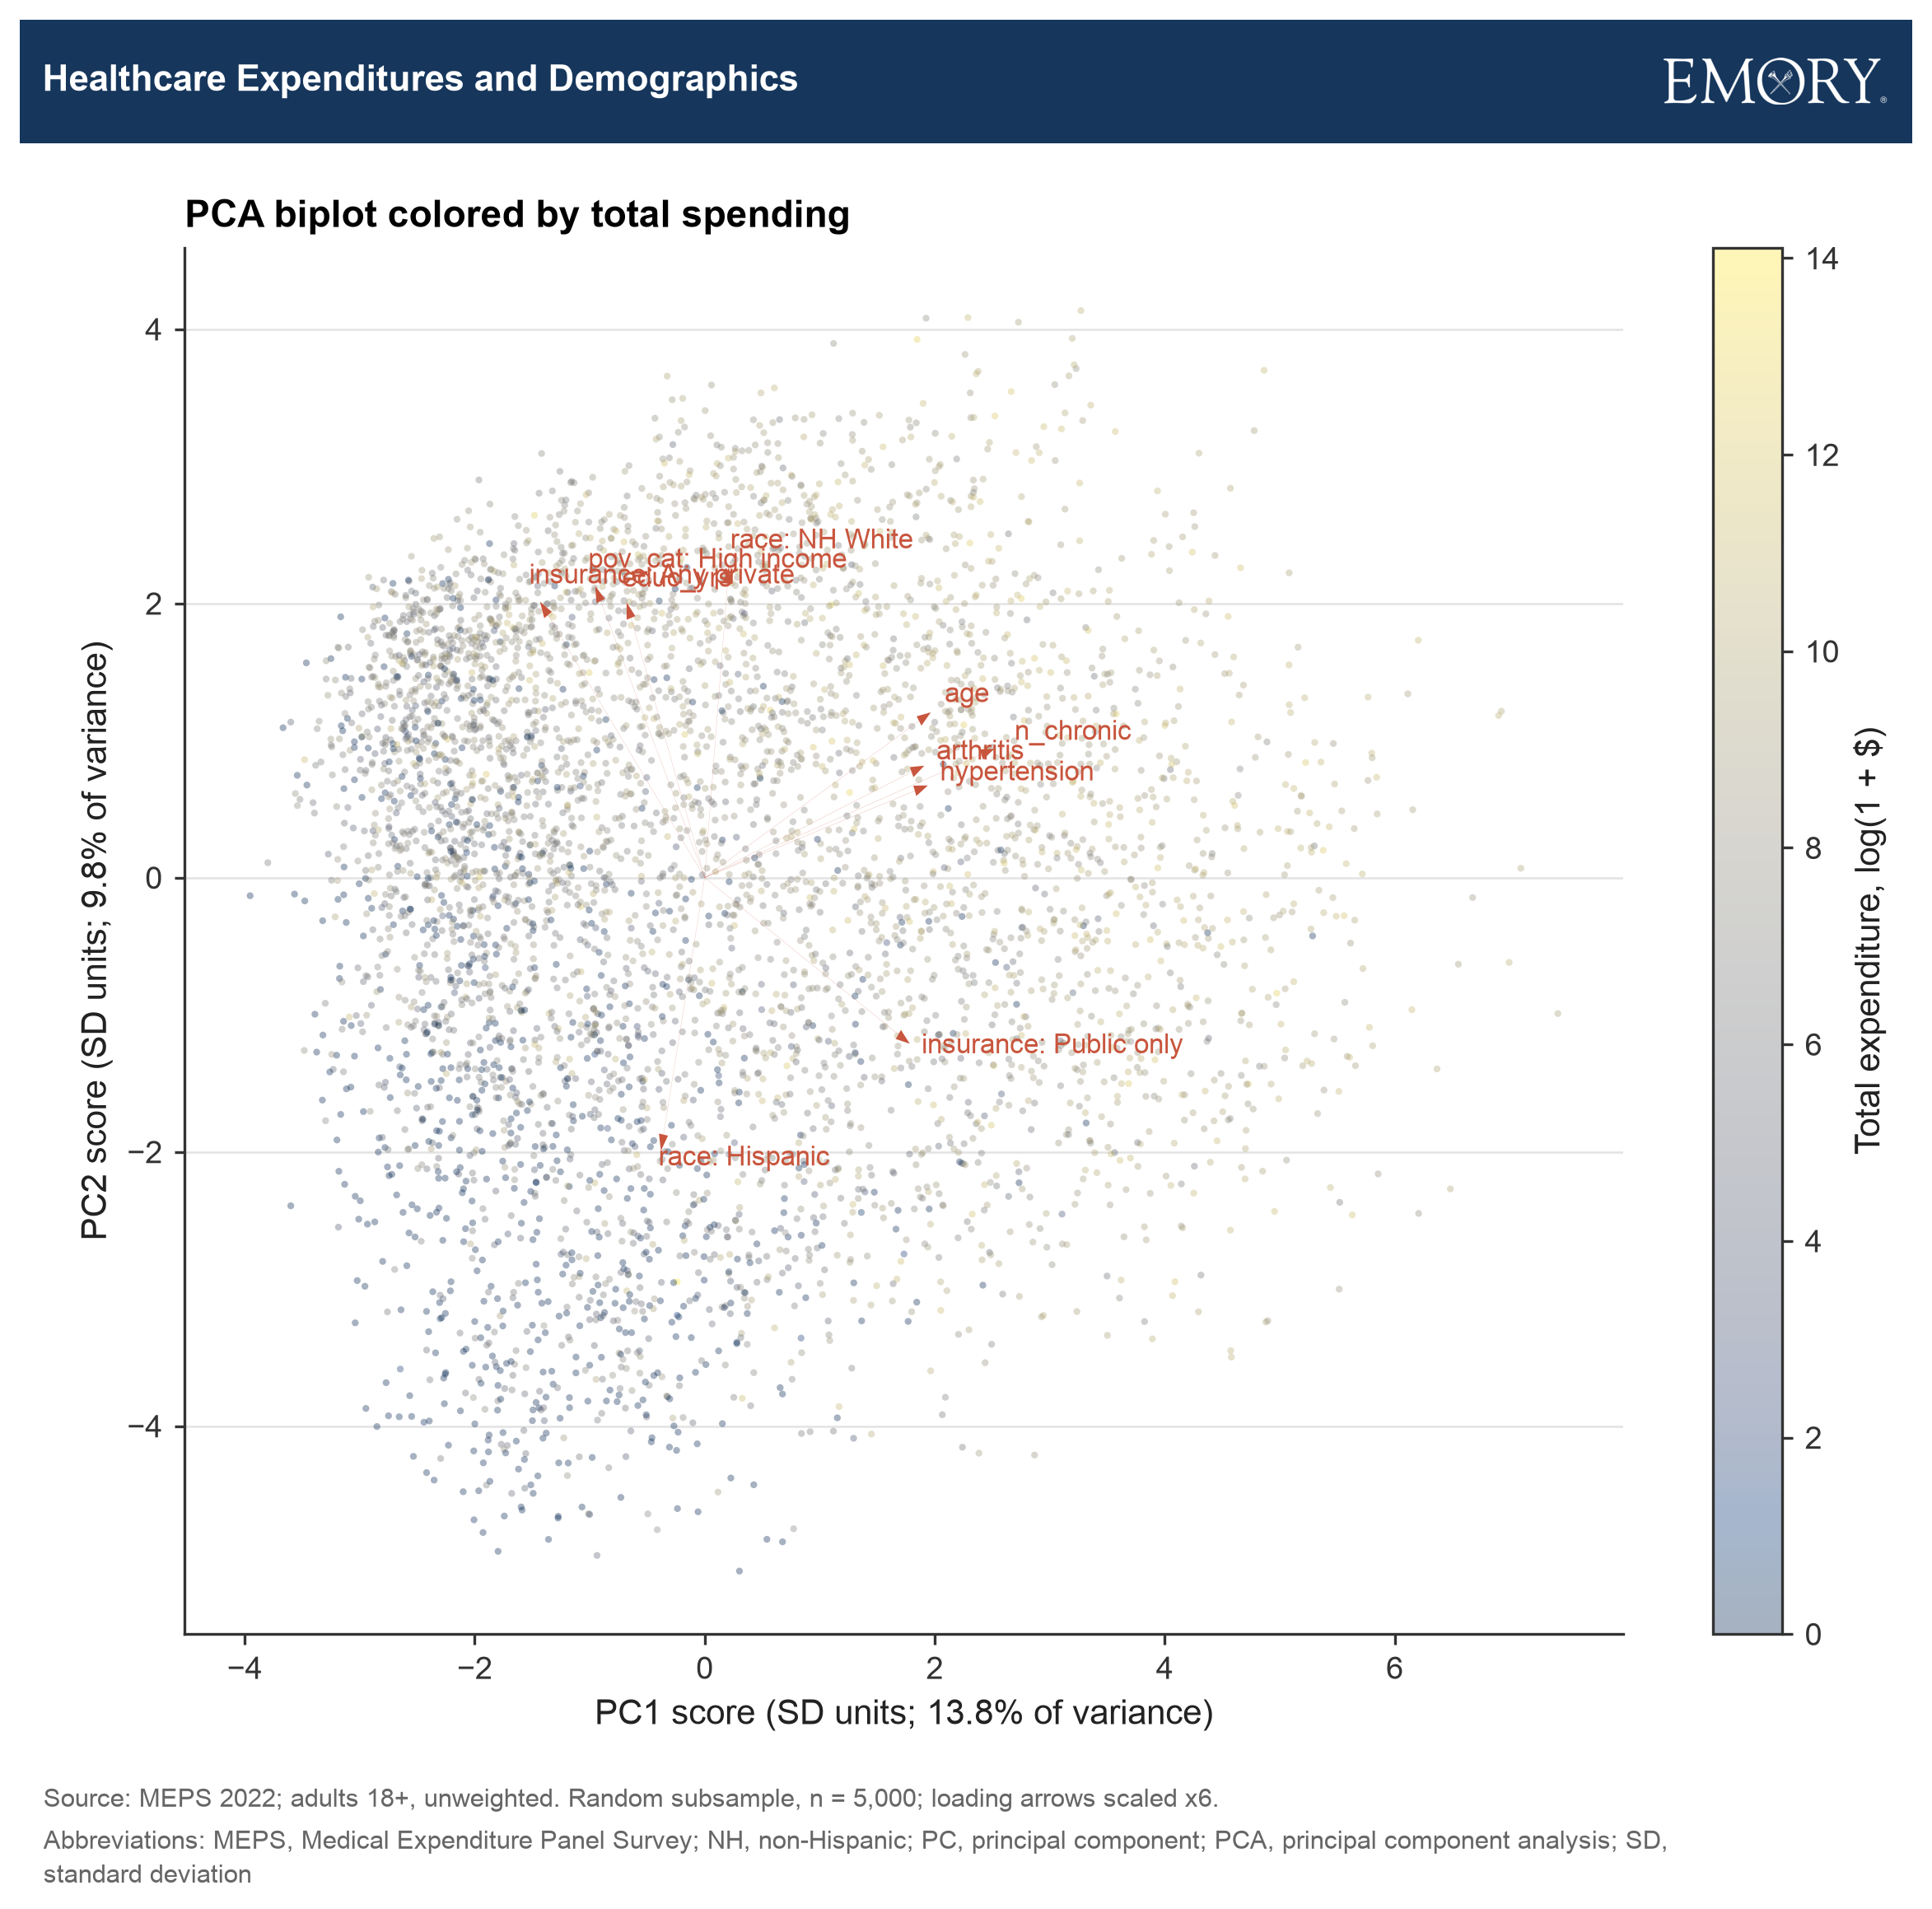 Healthcare Expenditures and Demographics
EMORY®
PCA biplot colored by total spending
4
2
0
−2
−4
PC2 score (SD units; 9.8% of variance)
race: NH White
pov_cat: High income
insurance: Any private
educ_yrs
age
n_chronic
arthritis
hypertension
insurance: Public only
race: Hispanic
−4
−2
0
2
4
6
PC1 score (SD units; 13.8% of variance)
14
12
10
8
6
4
2
0
Total expenditure, log(1 + $)
Source: MEPS 2022; adults 18+, unweighted. Random subsample, n = 5,000; loading arrows scaled x6.
Abbreviations: MEPS, Medical Expenditure Panel Survey; NH, non-Hispanic; PC, principal component; PCA, principal component analysis; SD,
standard deviation